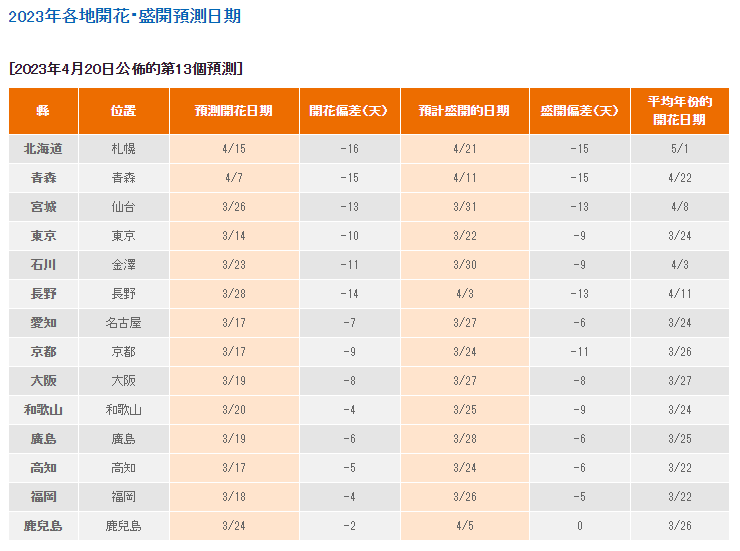 2023年各地開花・盛開預測日期
[2023年4月20日公佈的第13個預測]
縣 位置 預測開花日期 開花偏差(天) 預計盛開的日期 盛開偏差(天) 平均年份的
開花日期
北海道 札幌 4/15 -16 4/21 -15 5/1
青森 青森 4/7 -15 4/11 -15 4/22
宮城 仙台 3/26 -13 3/31 -13 4/8
東京 東京 3/14 -10 3/22 -9 3/24
石川 金澤 3/23 -11 3/30 -9 4/3
長野 長野 3/28 -14 4/3 -13 4/11
愛知 名古屋 3/17 -7 3/27 -6 3/24
京都 京都 3/17 -9 3/24 -11 3/26
大阪 大阪 3/19 -8 3/27 -8 3/27
和歌山 和歌山 3/20 -4 3/25 -9 3/24
廣島 廣島 3/19 -6 3/28 -6 3/25
高知 高知 3/17 -5 3/24 -6 3/22
福岡 福岡 3/18 -4 3/26 -5 3/22
鹿兒島 鹿兒島 3/24 -2 4/5 0 3/26